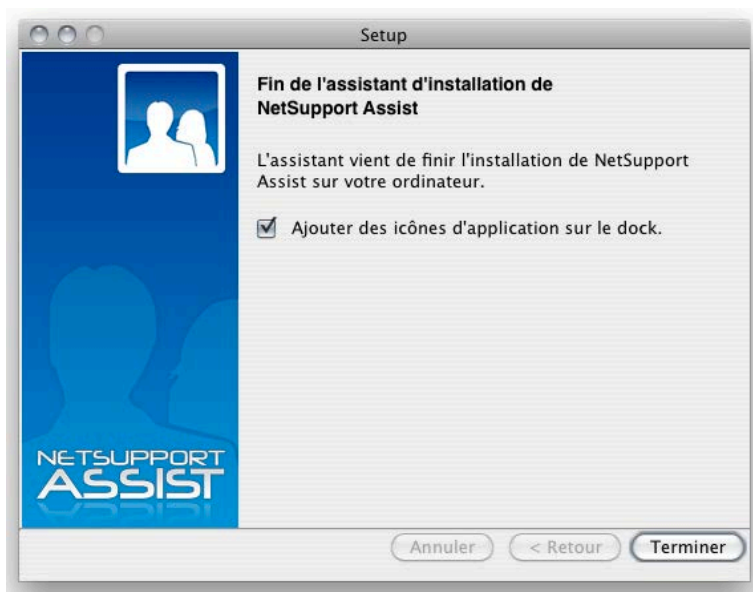 Setup
Fin de l'assistant d'installation de
NetSupport Assist
L'assistant vient de finir l'installation de NetSupport
Assist sur votre ordinateur.
Ajouter des icônes d'application sur le dock.
NETSUPPORT
ASSIST
Annuler
< Retour
Terminer